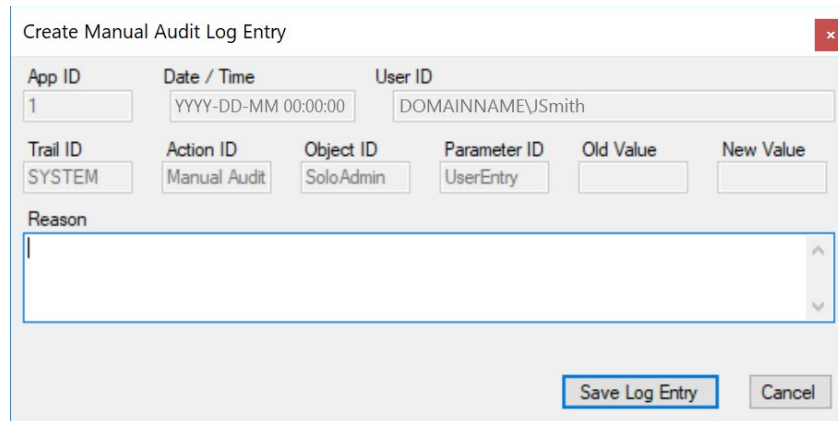 Create Manual Audit Log Entry
x
App ID Date / Time User ID
1 YYYY-DD-MM 00:00:00 DOMAINNAME\JSmith
Trail ID Action ID Object ID Parameter ID Old Value New Value
SYSTEM Manual Audit SoloAdmin UserEntry
Reason
Save Log Entry Cancel